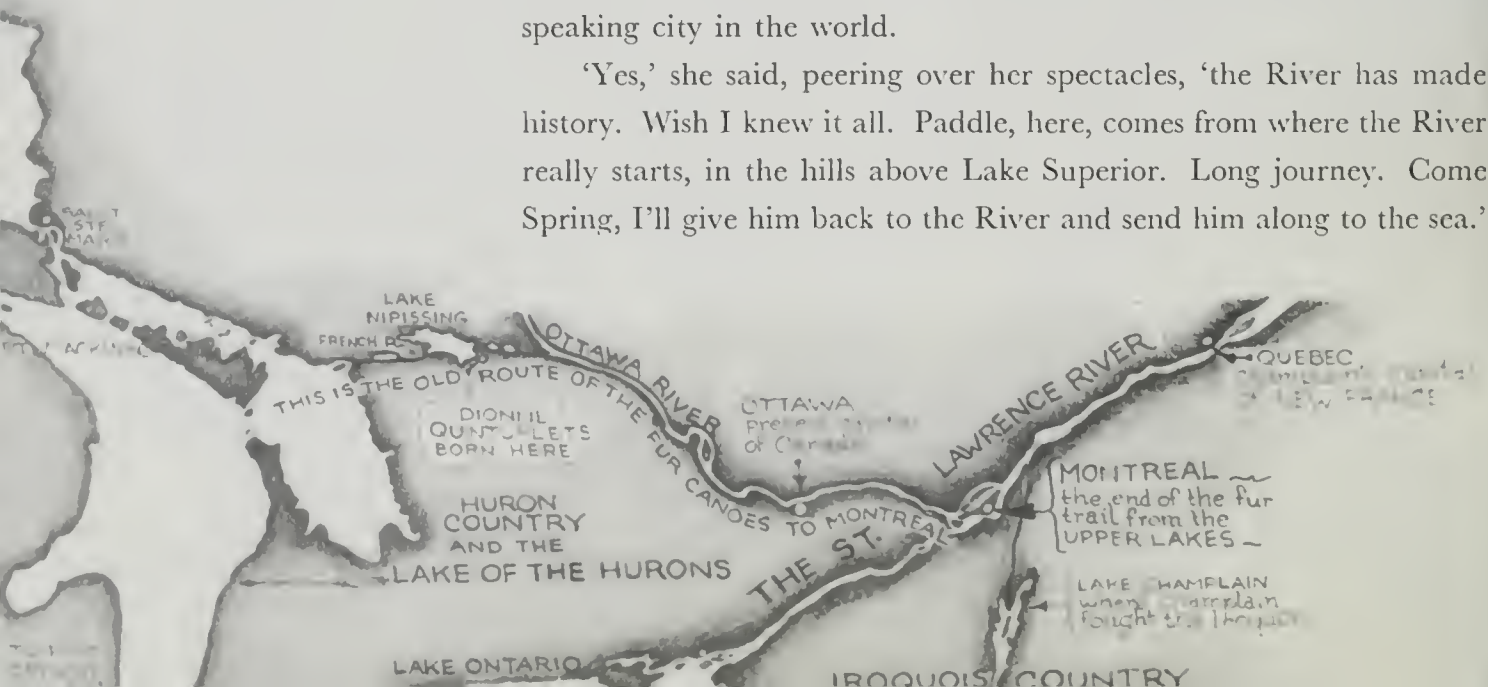 speaking city in the world.
‘Yes,’ she said, peering over her spectacles, ‘the River has made
history. Wish I knew it all. Paddle, here, comes from where the River
really starts, in the hills above Lake Superior. Long journey. Come
Spring, I’ll give him back to the River and send him along to the sea.’
LAKE
NIPISSING
FRENCH R.
OTTAWA RIVER
THIS IS THE OLD ROUTE OF THE FUR CANOES TO MONTREAL
BORN HERE
OTTAWA
of
THE ST. LAWRENCE RIVER
QUEBEC
MONTREAL
the end of the fur
trail from the
UPPER LAKES
HURON
COUNTRY
AND THE
LAKE OF THE HURONS
LAKE
LAKE ONTARIO
IROQUOIS COUNTRY